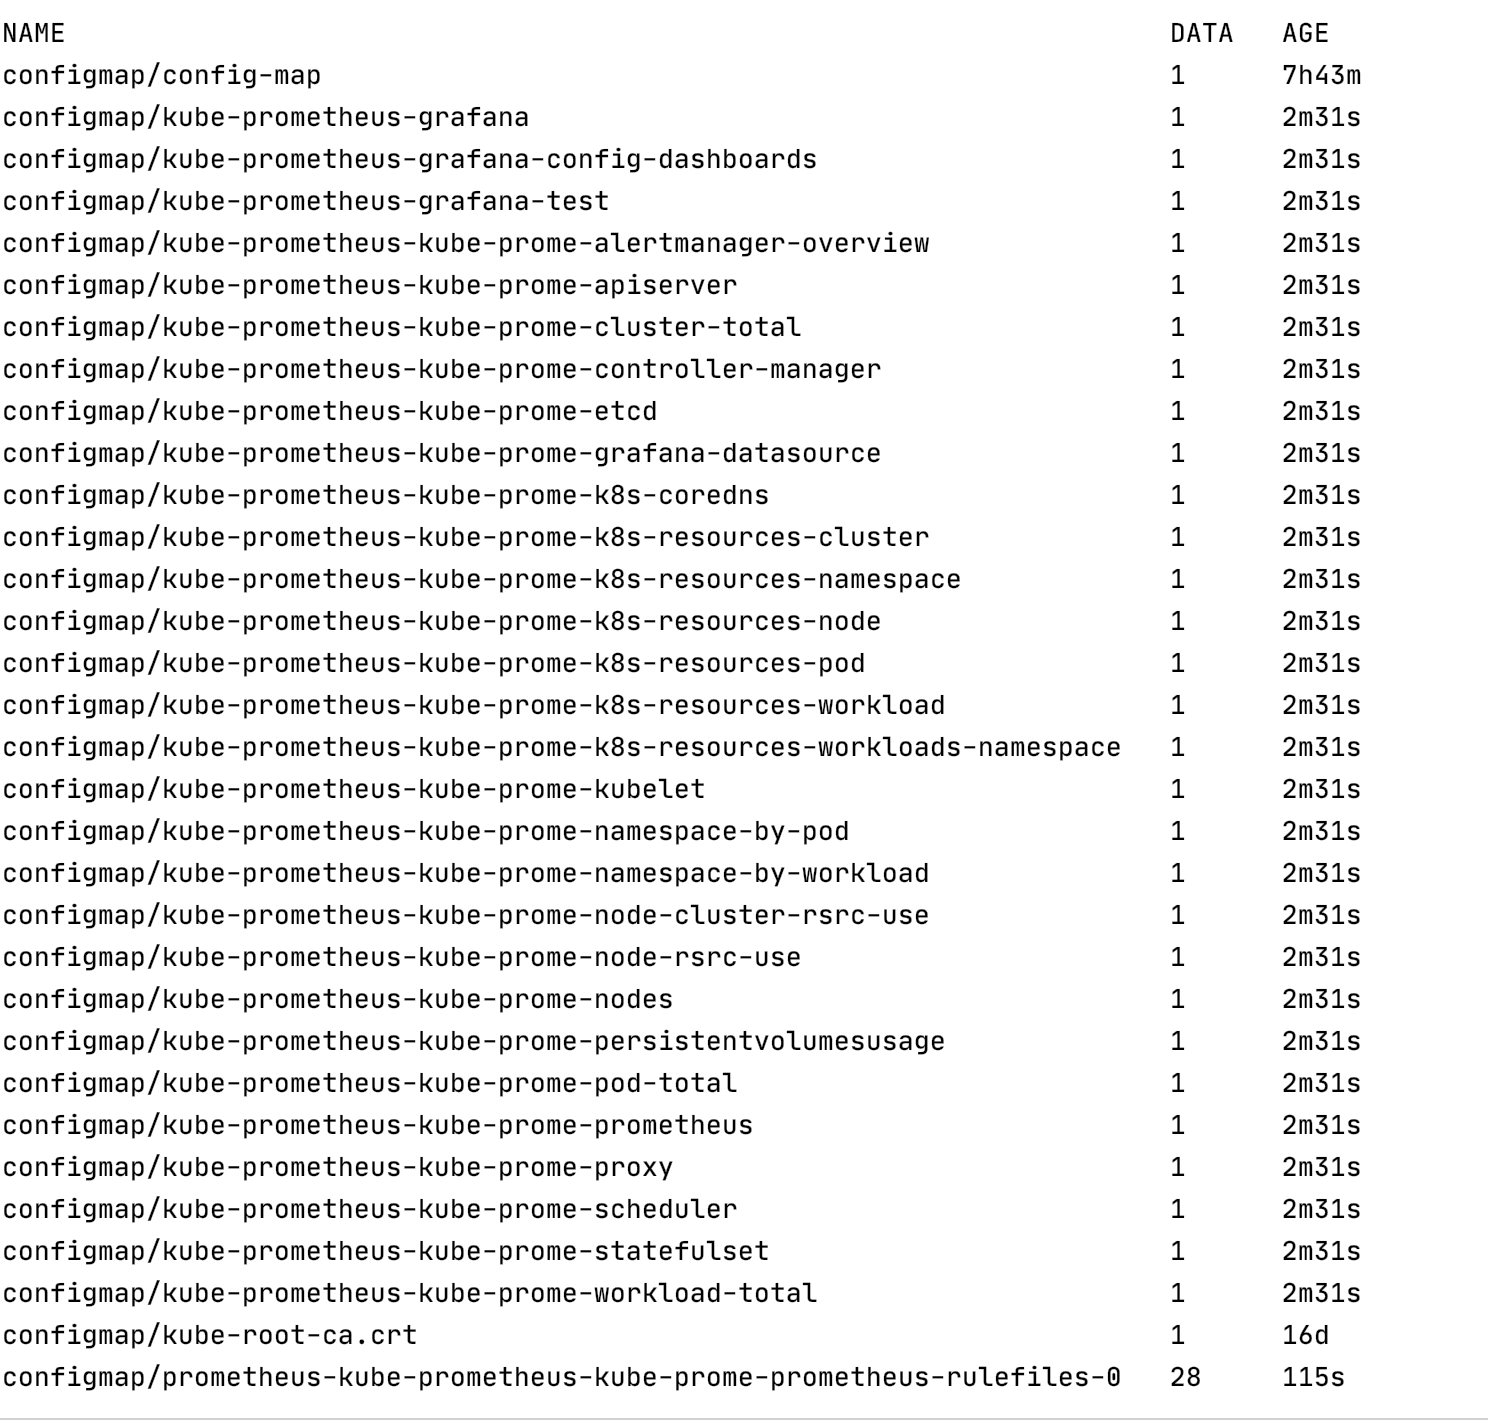 NAME DATA AGE
configmap/config-map 1 7h43m
configmap/kube-prometheus-grafana 1 2m31s
configmap/kube-prometheus-grafana-config-dashboards 1 2m31s
configmap/kube-prometheus-grafana-test 1 2m31s
configmap/kube-prometheus-kube-prome-alertmanager-overview 1 2m31s
configmap/kube-prometheus-kube-prome-apiserver 1 2m31s
configmap/kube-prometheus-kube-prome-cluster-total 1 2m31s
configmap/kube-prometheus-kube-prome-controller-manager 1 2m31s
configmap/kube-prometheus-kube-prome-etcd 1 2m31s
configmap/kube-prometheus-kube-prome-grafana-datasource 1 2m31s
configmap/kube-prometheus-kube-prome-k8s-coredns 1 2m31s
configmap/kube-prometheus-kube-prome-k8s-resources-cluster 1 2m31s
configmap/kube-prometheus-kube-prome-k8s-resources-namespace 1 2m31s
configmap/kube-prometheus-kube-prome-k8s-resources-node 1 2m31s
configmap/kube-prometheus-kube-prome-k8s-resources-pod 1 2m31s
configmap/kube-prometheus-kube-prome-k8s-resources-workload 1 2m31s
configmap/kube-prometheus-kube-prome-k8s-resources-workloads-namespace 1 2m31s
configmap/kube-prometheus-kube-prome-kubelet 1 2m31s
configmap/kube-prometheus-kube-prome-namespace-by-pod 1 2m31s
configmap/kube-prometheus-kube-prome-namespace-by-workload 1 2m31s
configmap/kube-prometheus-kube-prome-node-cluster-rsrc-use 1 2m31s
configmap/kube-prometheus-kube-prome-node-rsrc-use 1 2m31s
configmap/kube-prometheus-kube-prome-nodes 1 2m31s
configmap/kube-prometheus-kube-prome-persistentvolumesusage 1 2m31s
configmap/kube-prometheus-kube-prome-pod-total 1 2m31s
configmap/kube-prometheus-kube-prome-prometheus 1 2m31s
configmap/kube-prometheus-kube-prome-proxy 1 2m31s
configmap/kube-prometheus-kube-prome-scheduler 1 2m31s
configmap/kube-prometheus-kube-prome-statefulset 1 2m31s
configmap/kube-prometheus-kube-prome-workload-total 1 2m31s
configmap/kube-root-ca.crt 1 16d
configmap/prometheus-kube-prometheus-kube-prome-prometheus-rulefiles-0 28 115s